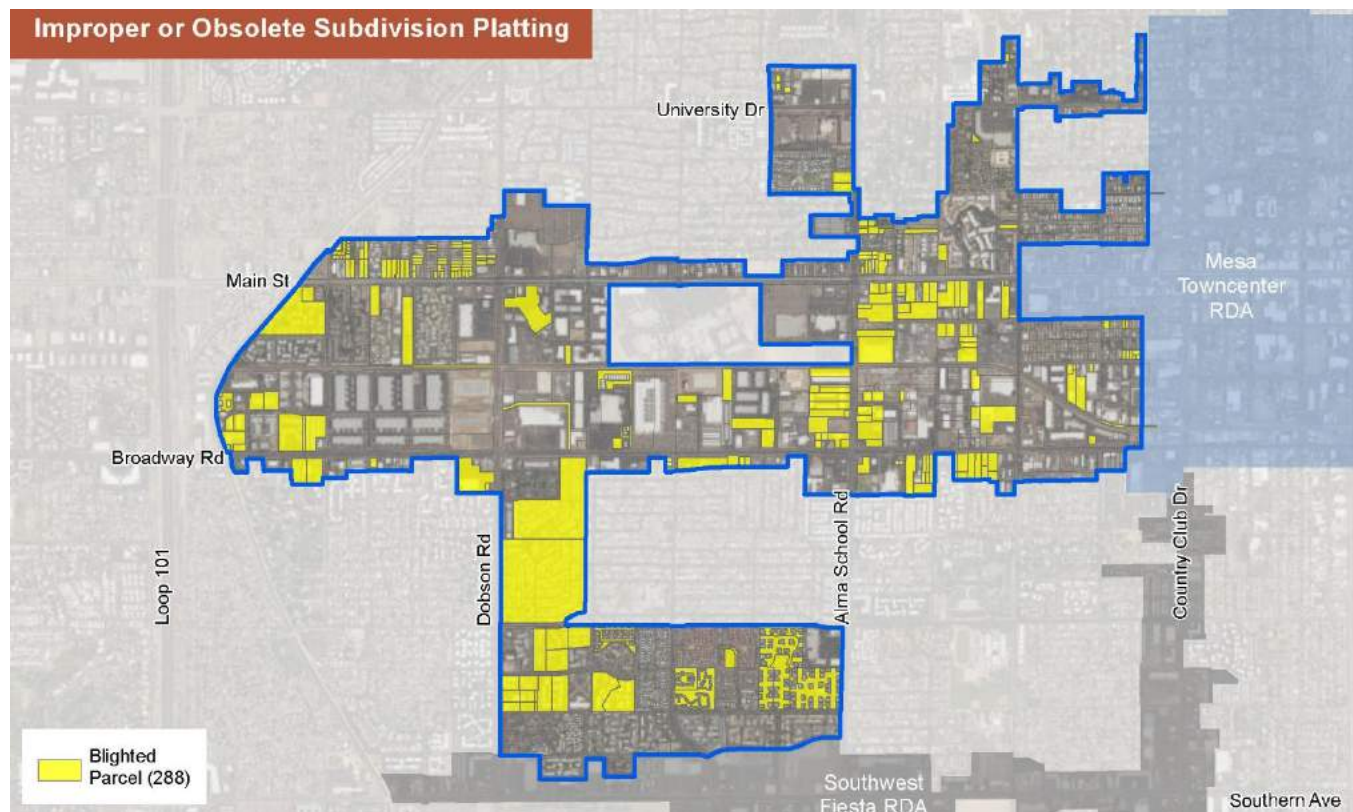 Improper or Obsolete Subdivision Platting
University Dr
Main St
Mesa
Towncenter
RDA
Broadway Rd
Loop 101
Dobson Rd
Alma School Rd
Country Club Dr
Blighted
Parcel (288)
Southwest
Fiesta RDA
Southern Ave